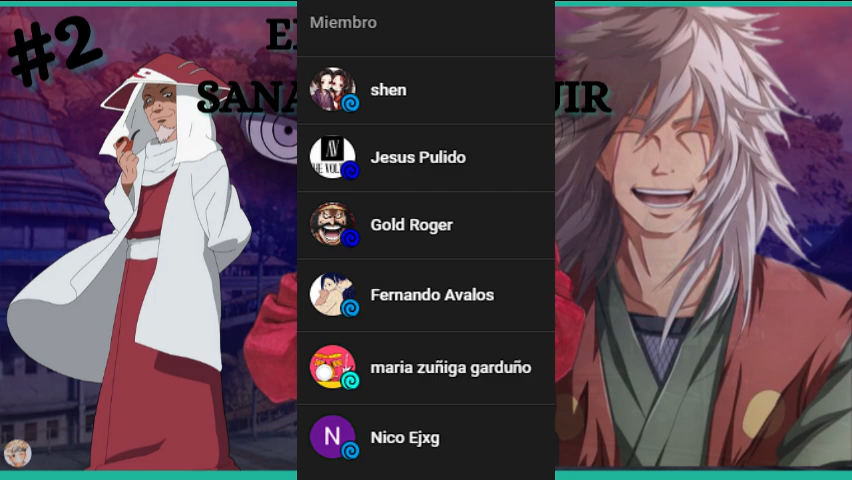 #2
Miembro
shen
Jesus Pulido
Gold Roger
Fernando Avalos
maria zuñiga garduño
N
Nico Ejxg